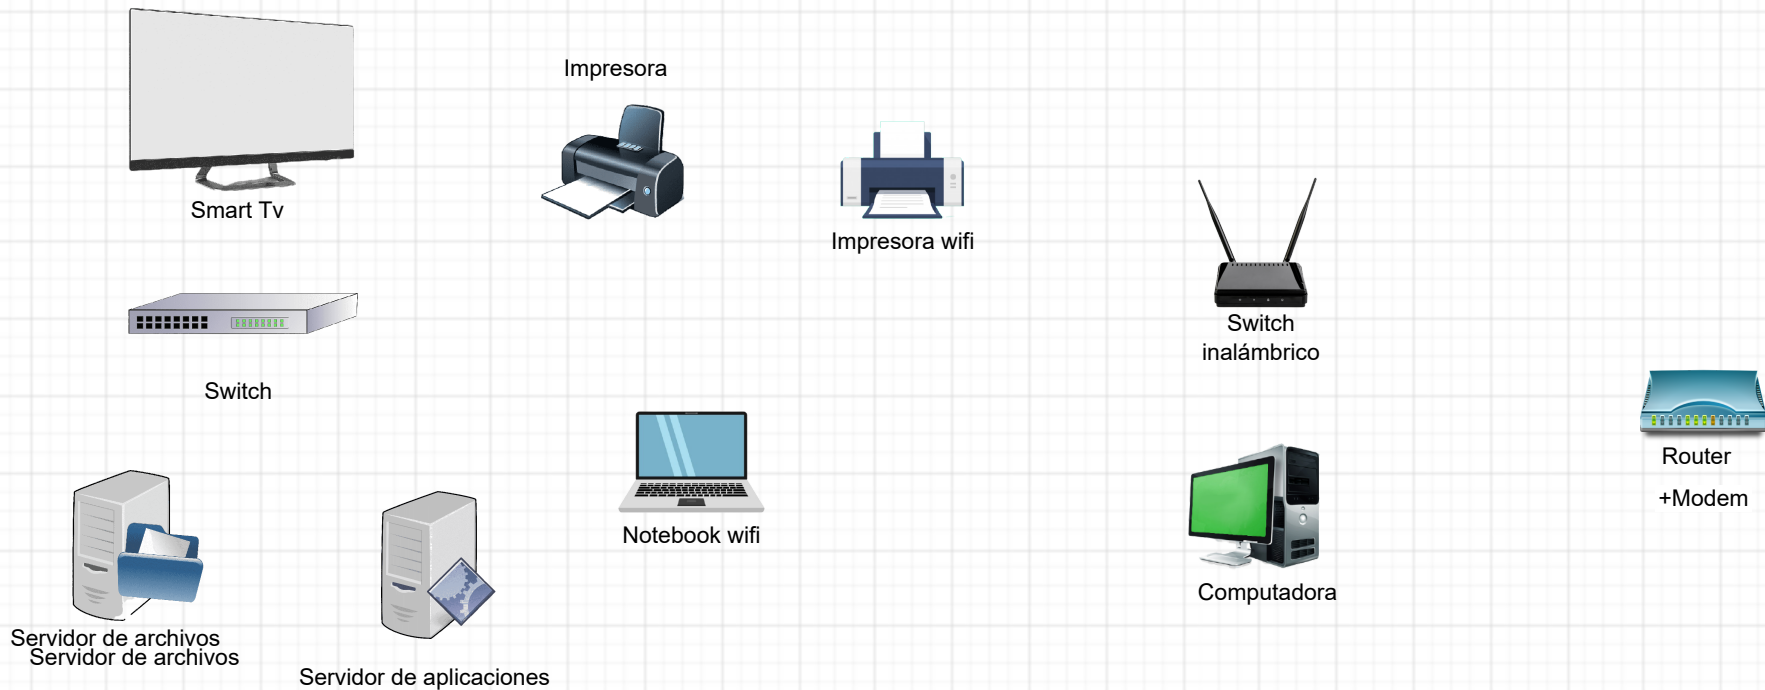 Impresora
Smart Tv
Impresora wifi
Switch
inalámbrico
Switch
Router
+Modem
Notebook wifi
Computadora
Servidor de archivos
Servidor de archivos
Servidor de aplicaciones